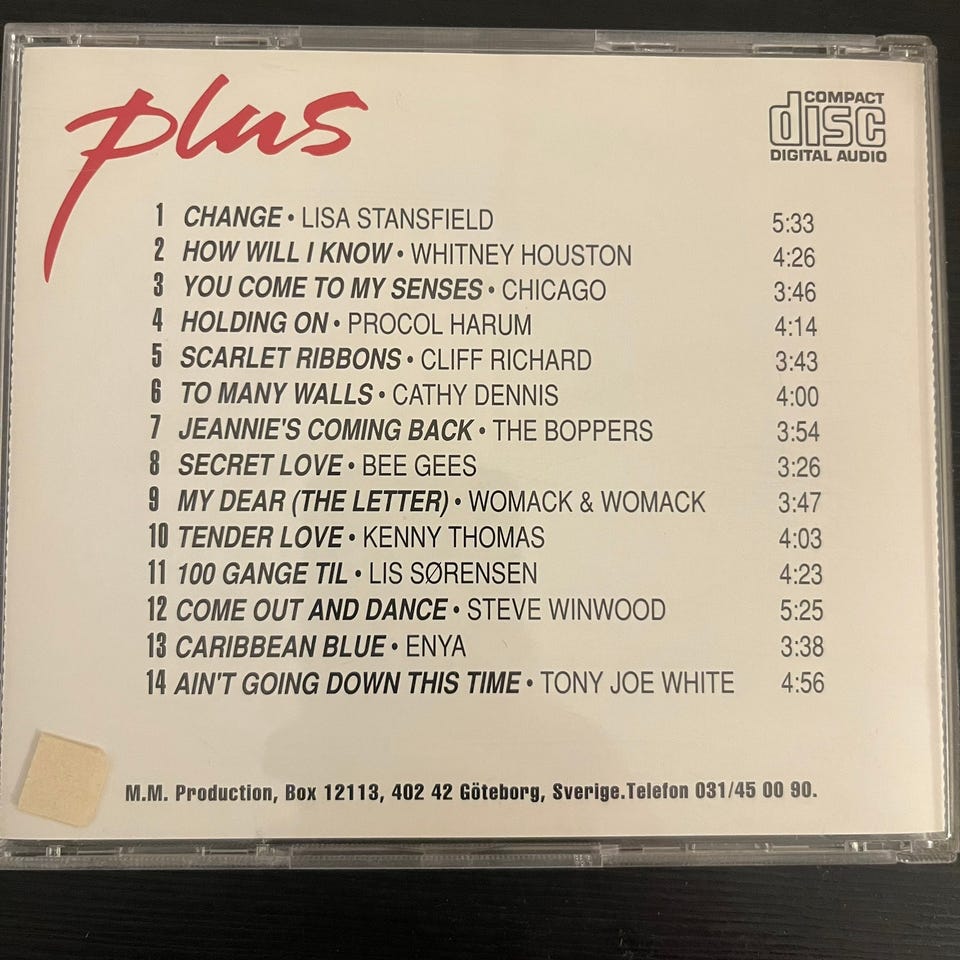 plus
COMPACT
disc
DIGITAL AUDIO
1 CHANGE • LISA STANSFIELD 5:33
2 HOW WILL I KNOW • WHITNEY HOUSTON 4:26
3 YOU COME TO MY SENSES • CHICAGO 3:46
4 HOLDING ON • PROCOL HARUM 4:14
5 SCARLET RIBBONS • CLIFF RICHARD 3:43
6 TO MANY WALLS • CATHY DENNIS 4:00
7 JEANNIE'S COMING BACK • THE BOPPERS 3:54
8 SECRET LOVE • BEE GEES 3:26
9 MY DEAR (THE LETTER) • WOMACK & WOMACK 3:47
10 TENDER LOVE • KENNY THOMAS 4:03
11 100 GANGE TIL • LIS SØRENSEN 4:23
12 COME OUT AND DANCE • STEVE WINWOOD 5:25
13 CARIBBEAN BLUE • ENYA 3:38
14 AIN'T GOING DOWN THIS TIME • TONY JOE WHITE 4:56
M.M. Production, Box 12113, 402 42 Göteborg, Sverige.Telefon 031/45 00 90.